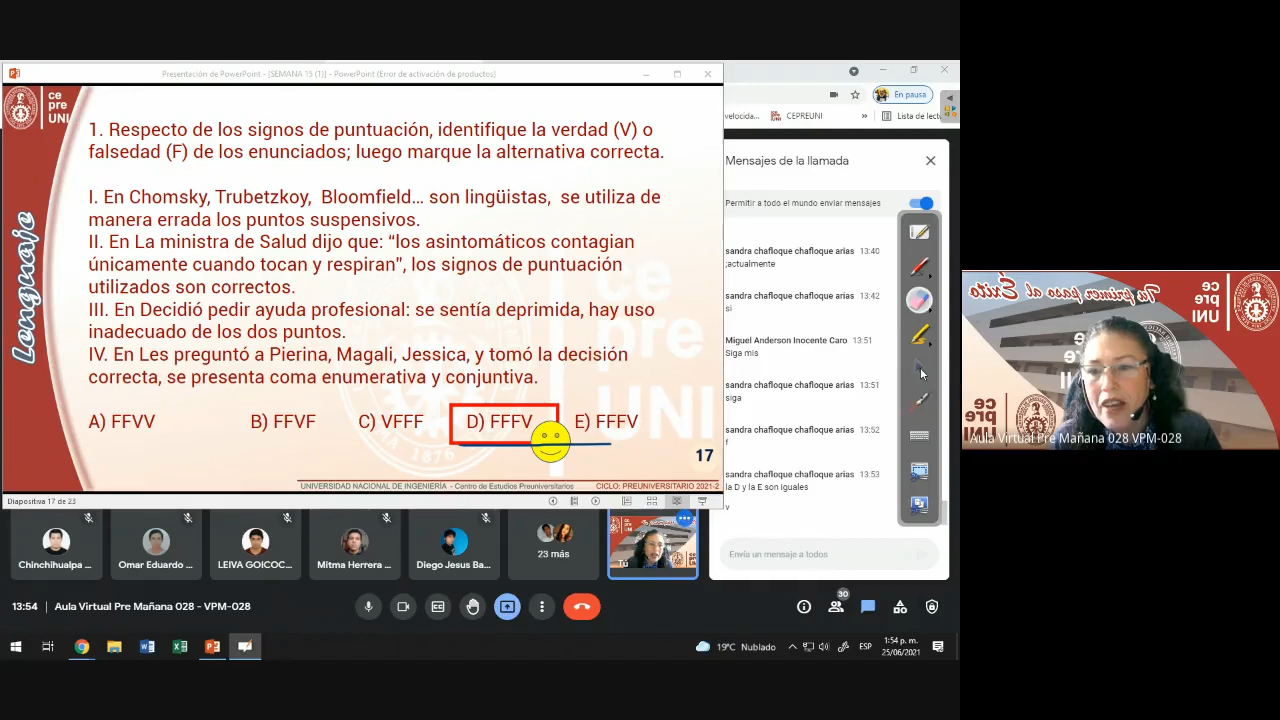 Presentación de PowerPoint - [SEMANA 15 (1)] - PowerPoint (Error de activación de productos)
ce
pre
UNI
Lenguaje
1. Respecto de los signos de puntuación, identifique la verdad (V) o
falsedad (F) de los enunciados; luego marque la alternativa correcta.
I. En Chomsky, Trubetzkoy, Bloomfield… son lingüistas, se utiliza de
manera errada los puntos suspensivos.
II. En La ministra de Salud dijo que: “los asintomáticos contagian
únicamente cuando tocan y respiran”, los signos de puntuación
utilizados son correctos.
III. En Decidió pedir ayuda profesional: se sentía deprimida, hay uso
inadecuado de los dos puntos.
IV. En Les preguntó a Pierina, Magali, Jessica, y tomó la decisión
correcta, se presenta coma enumerativa y conjuntiva.
A) FFVV B) FFVF C) VFFF D) FFFV E) FFFV
ce
pre
UNI
1876
17
UNIVERSIDAD NACIONAL DE INGENIERÍA - Centro de Estudios Preuniversitarios CICLO: PREUNIVERSITARIO 2021-2
Diapositiva 17 de 23
En pausa
velocida... CEPREUNI » Lista de lectu
Mensajes de la llamada
Permitir a todo el mundo enviar mensajes
sandra chafloque chafloque arias 13:40
;actualmente
sandra chafloque chafloque arias 13:42
si
Miguel Anderson Inocente Caro 13:51
Siga mis
sandra chafloque chafloque arias 13:51
siga
sandra chafloque chafloque arias 13:52
f
sandra chafloque chafloque arias 13:53
la D y la E son iguales
v
Envía un mensaje a todos
Chinchihualpa ... Omar Eduardo ... LEIVA GOICOC... Mitma Herrera ... Diego Jesus Ba... 23 más Tú
13:54 | Aula Virtual Pre Mañana 028 - VPM-028
30
19°C Nublado ESP 1:54 p. m.
25/06/2021
Tu primer paso al Éxito
ce
pre
UNI
Aula Virtual Pre Mañana 028 VPM-028